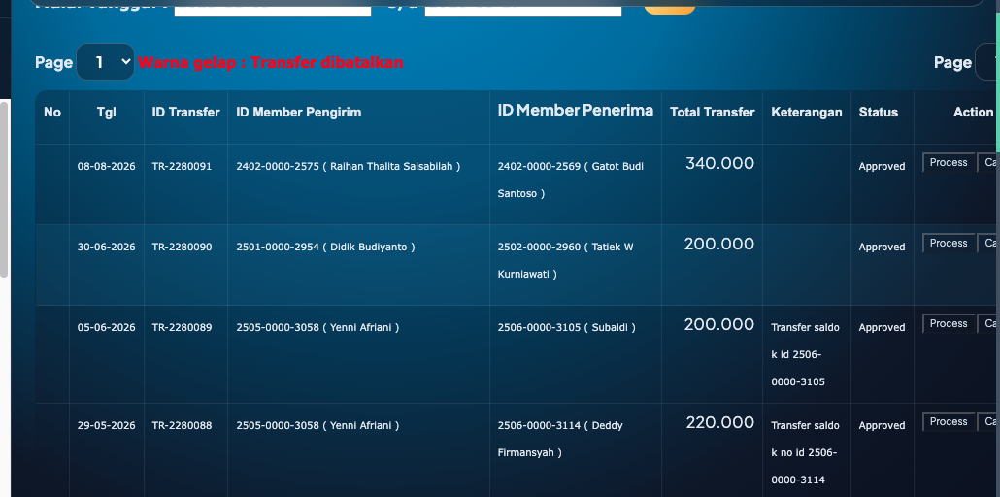 Page 1 Warna gelap : Transfer dibatalkan Page
No Tgl ID Transfer ID Member Pengirim ID Member Penerima Total Transfer Keterangan Status Action
08-08-2026 TR-2280091 2402-0000-2575 ( Raihan Thalita Salsabilah ) 2402-0000-2569 ( Gatot Budi 340.000 Approved Process Ca
Santoso )
30-06-2026 TR-2280090 2501-0000-2954 ( Didik Budiyanto ) 2502-0000-2960 ( Tatiek W 200.000 Approved Process Ca
Kurniawati )
05-06-2026 TR-2280089 2505-0000-3058 ( Yenni Afriani ) 2506-0000-3105 ( Subaidi ) 200.000 Transfer saldo Approved Process Ca
k id 2506-
0000-3105
29-05-2026 TR-2280088 2505-0000-3058 ( Yenni Afriani ) 2506-0000-3114 ( Deddy 220.000 Transfer saldo Approved Process Ca
Firmansyah ) k no id 2506-
0000-3114